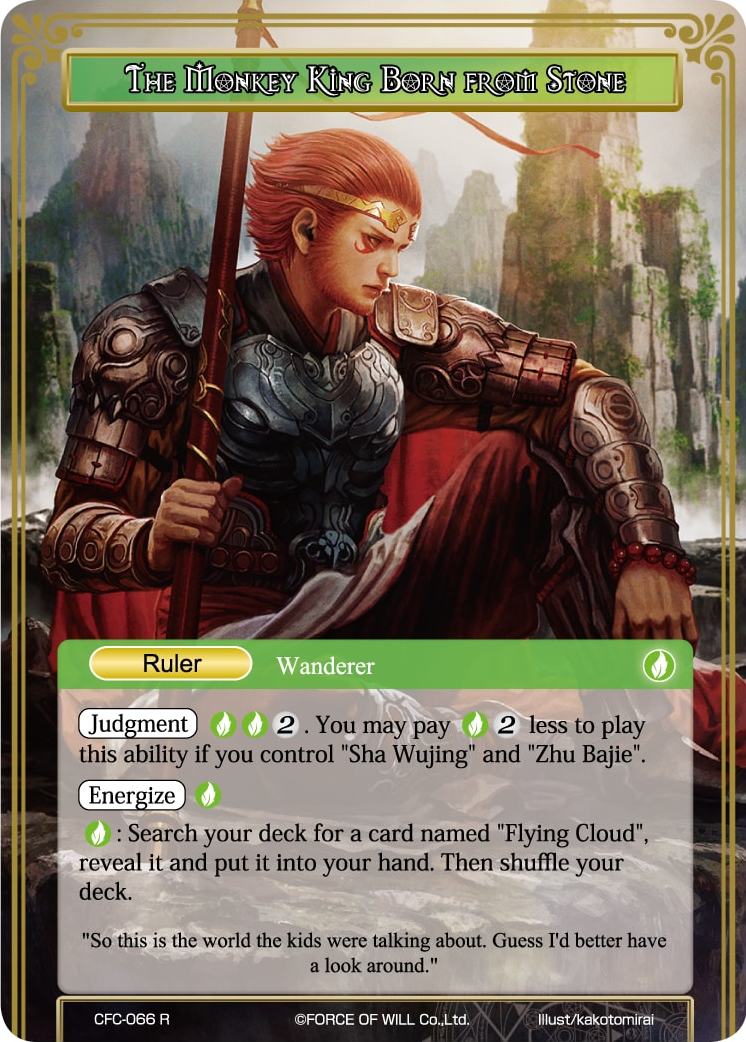 The Monkey King Born from Stone
Ruler Wanderer
Judgment 2 . You may pay 2 less to play
this ability if you control "Sha Wujing" and "Zhu Bajie".
Energize
: Search your deck for a card named "Flying Cloud",
reveal it and put it into your hand. Then shuffle your
deck.
"So this is the world the kids were talking about. Guess I'd better have
a look around."
CFC-066 R ©FORCE OF WILL Co.,Ltd. Illust/kakotomirai